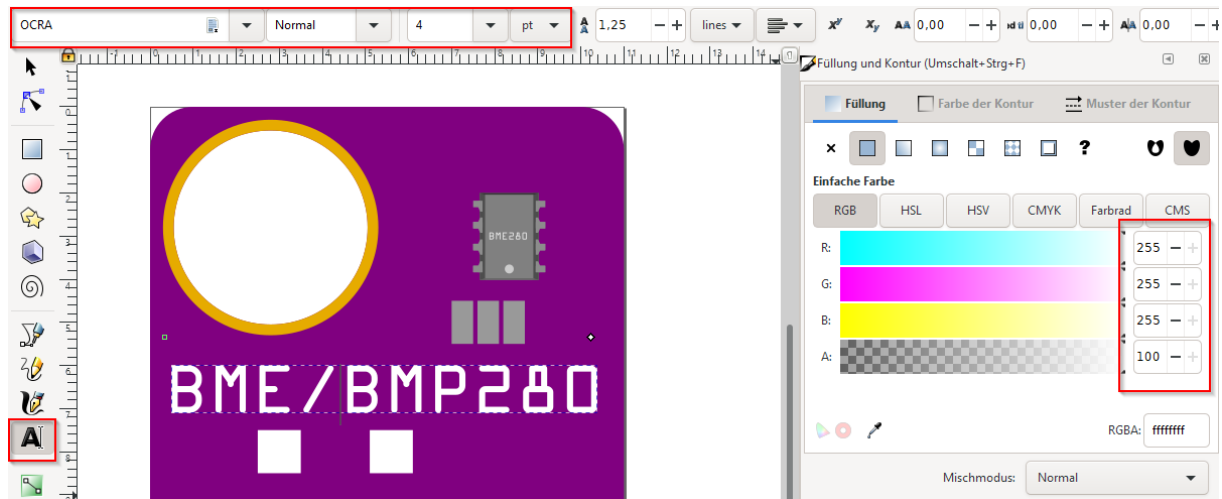 OCRA Normal 4 pt 1,25 lines 0,00 0,00 0,00
Füllung und Kontur (Umschalt+Strg+F)
Füllung Farbe der Kontur Muster der Kontur
Einfache Farbe
RGB HSL HSV CMYK Farbrad CMS
R: 255
G: 255
B: 255
A: 100
RGBA: ffffffff
Mischmodus: Normal
BME280
BME/BMP280